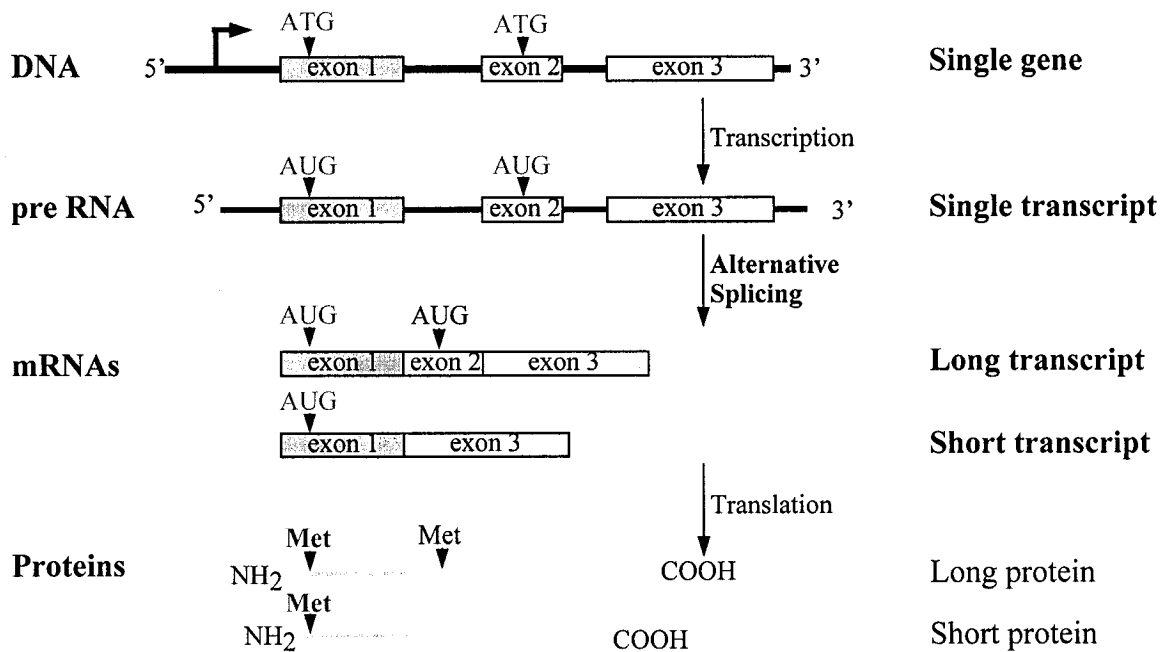 ATG ATG
DNA 5’ exon 1 exon 2 exon 3 3’ Single gene
Transcription
AUG AUG
pre RNA 5’ exon 1 exon 2 exon 3 3’ Single transcript
Alternative
Splicing
AUG AUG
mRNAs exon 1 exon 2 exon 3 Long transcript
AUG
exon 1 exon 3 Short transcript
Translation
Met Met
Proteins NH2 COOH Long protein
Met
NH2 COOH Short protein